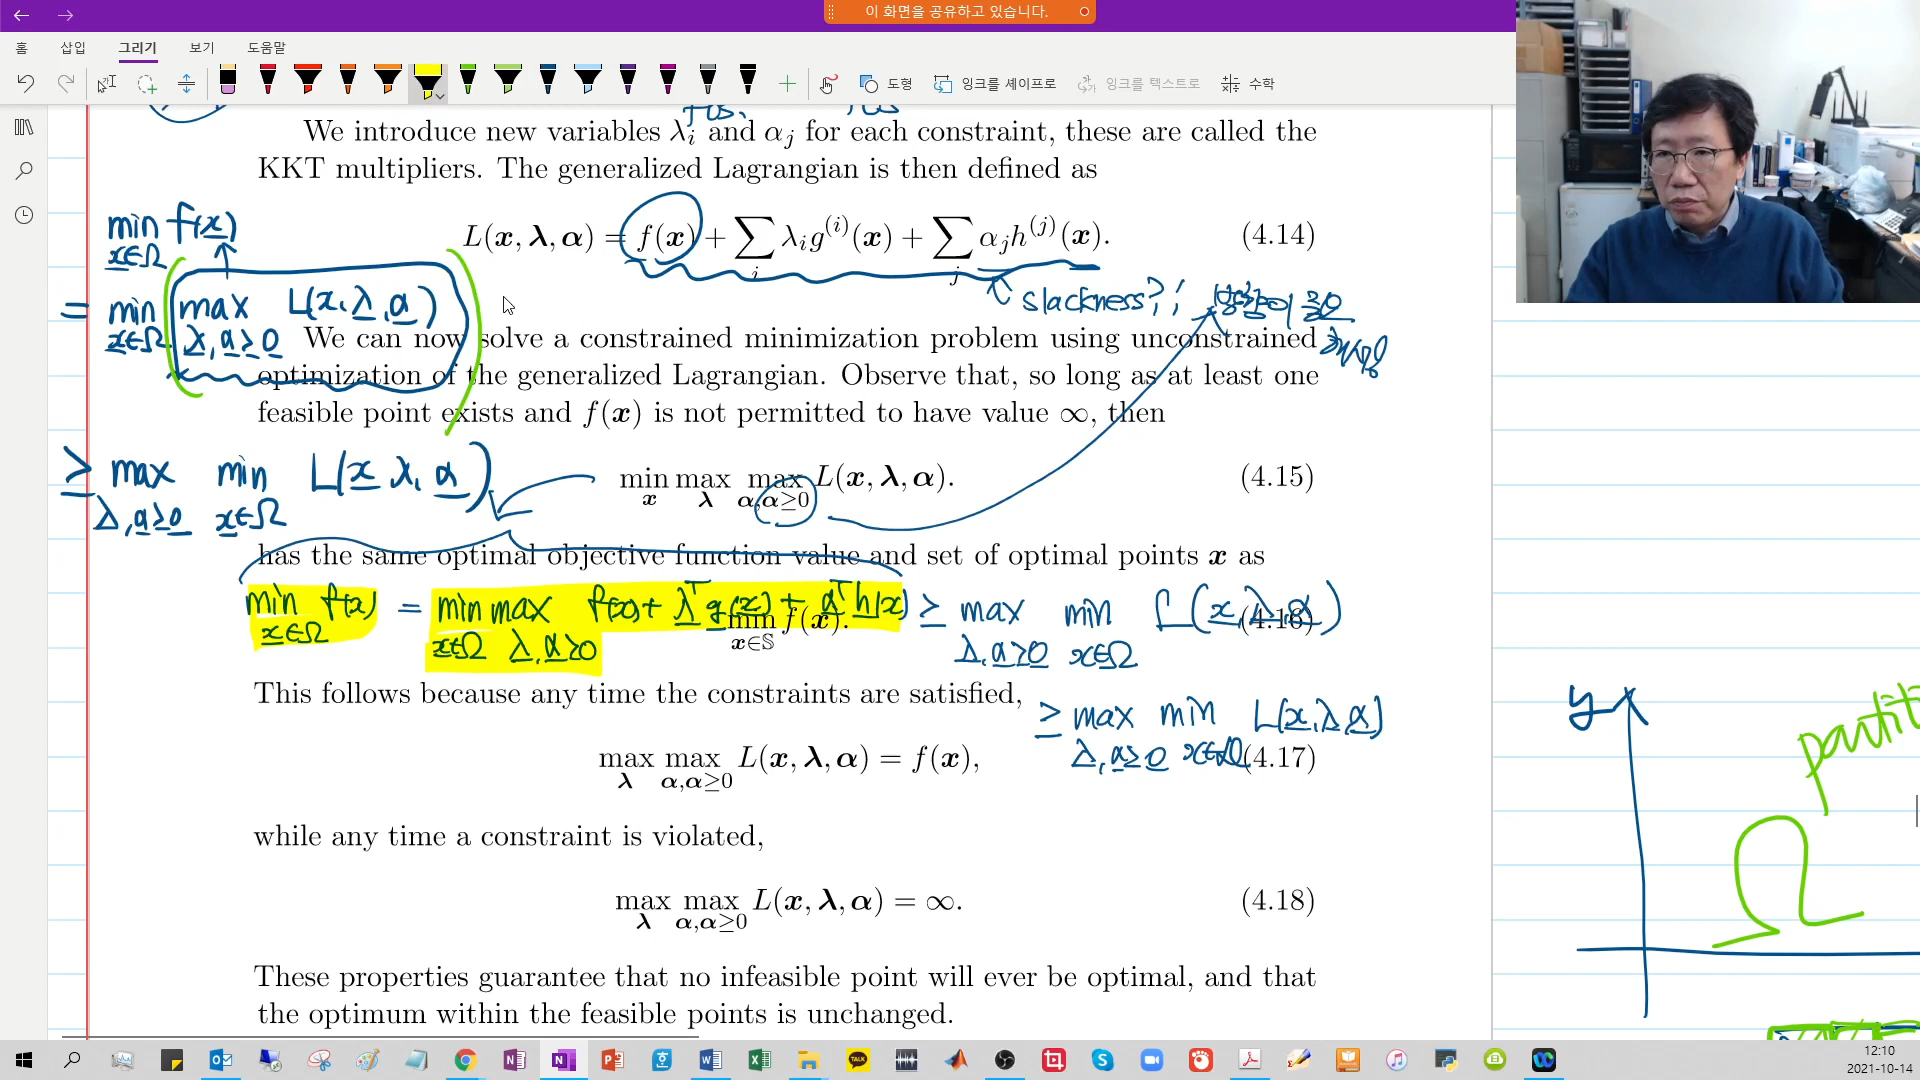 이 화면을 공유하고 있습니다.
홈 삽입 그리기 보기 도움말
도형 잉크를 셰이프로 잉크를 텍스트로 수학
We introduce new variables λi and αj for each constraint, these are called the
KKT multipliers. The generalized Lagrangian is then defined as
min f(x)
x∈Ω
L(x, λ, α) = f(x) + ∑i λi g(i)(x) + ∑j αj h(j)(x). (4.14)
= min max L(x, λ, α)
x∈Ω λ, α≥0
slackness?
We can now solve a constrained minimization problem using unconstrained
optimization of the generalized Lagrangian. Observe that, so long as at least one
feasible point exists and f(x) is not permitted to have value ∞, then
≥ max min L(x, λ, α)
λ, α≥0 x∈Ω
min max max L(x, λ, α). (4.15)
x λ α,α≥0
has the same optimal objective function value and set of optimal points x as
min f(x) = min max f(x) + λᵀg(x) + αᵀh(x) ≥ max min L(x, λ, α)
x∈Ω x∈Ω λ, α≥0 λ, α≥0 x∈Ω
min f(x). (4.16)
x∈𝕊
This follows because any time the constraints are satisfied,
≥ max min L(x, λ, α)
λ, α≥0 x∈Ω
max max L(x, λ, α) = f(x), (4.17)
λ α,α≥0
while any time a constraint is violated,
max max L(x, λ, α) = ∞. (4.18)
λ α,α≥0
These properties guarantee that no infeasible point will ever be optimal, and that
the optimum within the feasible points is unchanged.
y
partit
Ω
12:10
2021-10-14